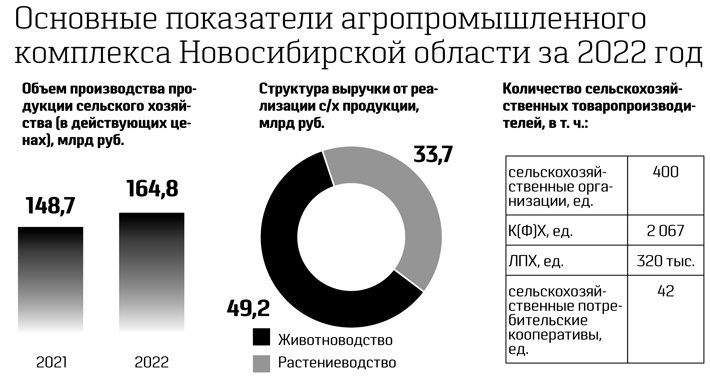 Основные показатели агропромышленного
комплекса Новосибирской области за 2022 год
Объем производства про-
дукции сельского хозяй-
ства (в действующих це-
нах), млрд руб.
148,7
164,8
2021
2022
Структура выручки от реа-
лизации с/х продукции,
млрд руб.
33,7
49,2
Животноводство
Растениеводство
Количество сельскохозяй-
ственных товаропроизводи-
телей, в т. ч.:
сельскохозяй-
ственные орга-
низации, ед.
400
К(Ф)Х, ед.
2 067
ЛПХ, ед.
320 тыс.
сельскохозяй-
ственные потре-
бительские
кооперативы,
ед.
42